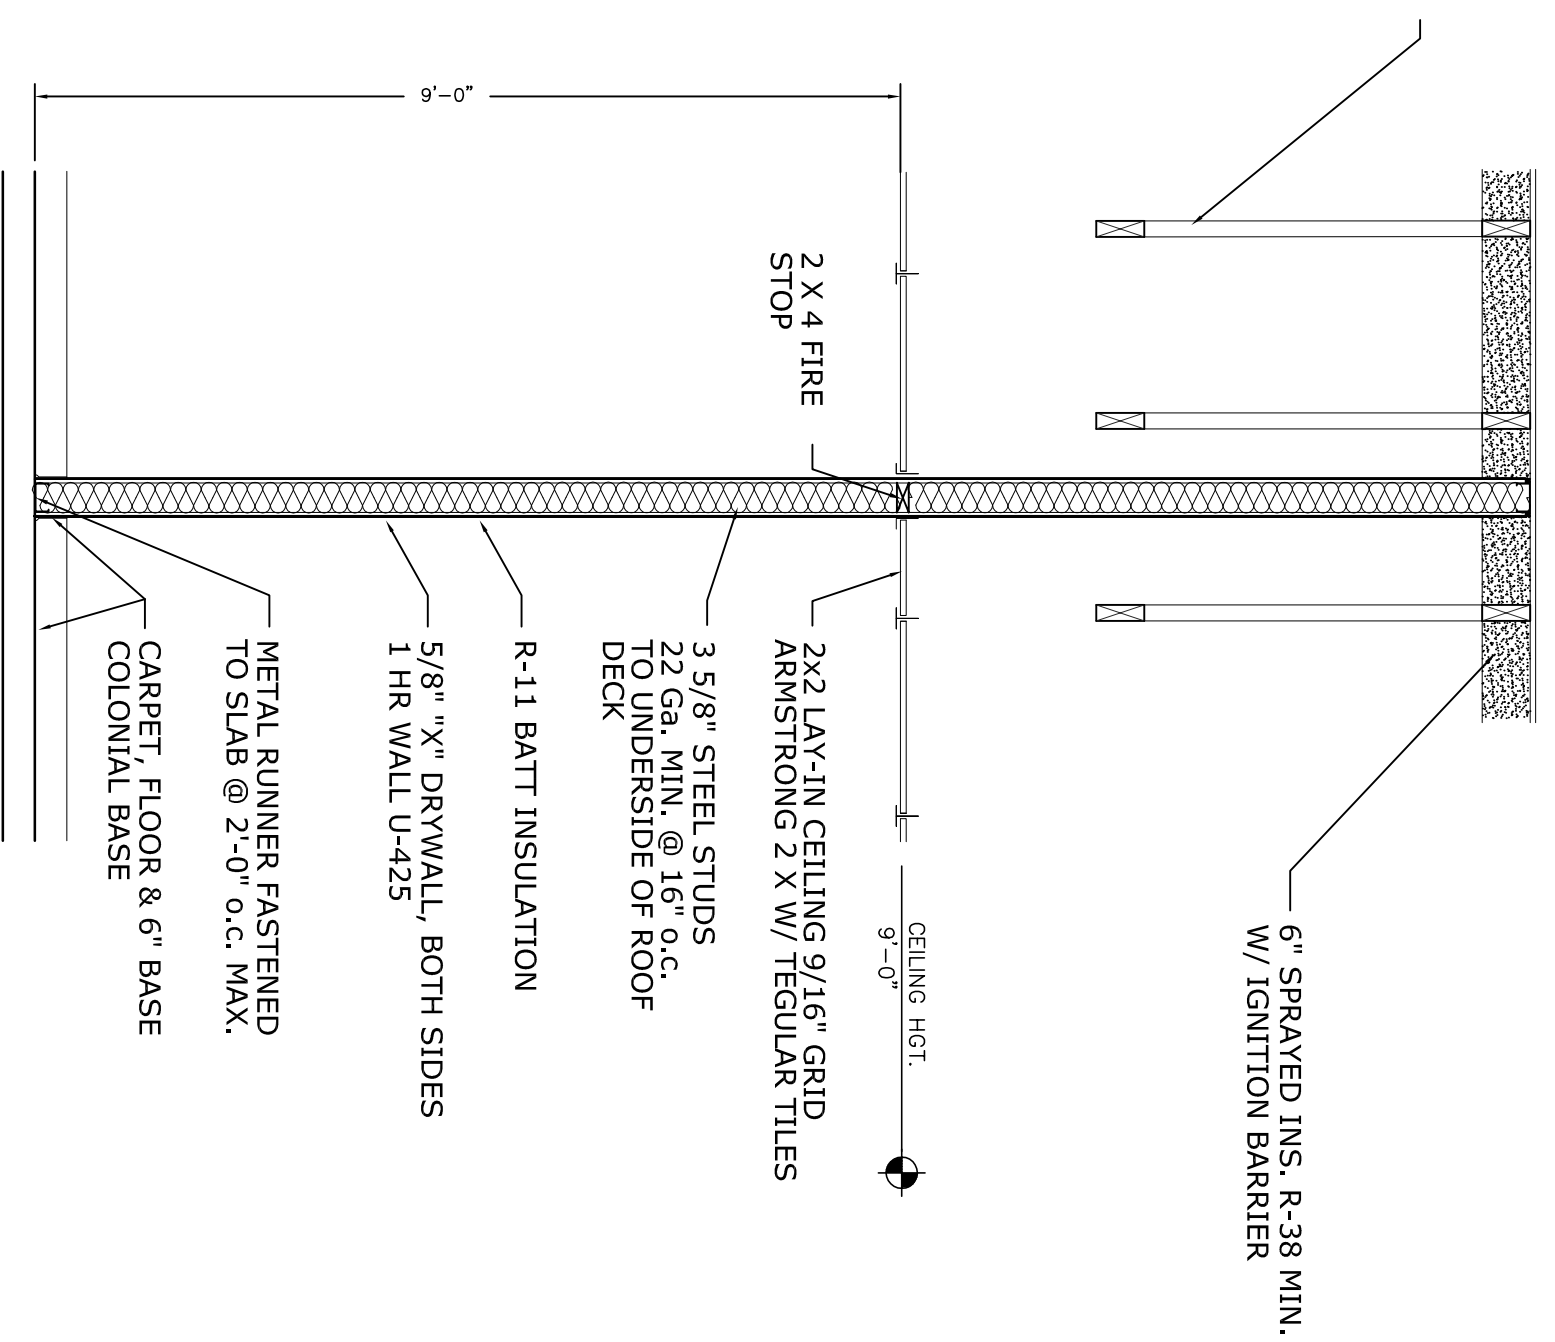 9'-0"
2 X 4 FIRE
STOP
6" SPRAYED INS. R-38 MIN.
W/ IGNITION BARRIER
CEILING HGT.
9'-0"
2x2 LAY-IN CEILING 9/16" GRID
ARMSTRONG 2 X W/ TEGULAR TILES
3 5/8" STEEL STUDS
22 Ga. MIN. @ 16" o.c.
TO UNDERSIDE OF ROOF
DECK
R-11 BATT INSULATION
5/8" "X" DRYWALL, BOTH SIDES
1 HR WALL U-425
METAL RUNNER FASTENED
TO SLAB @ 2'-0" o.c. MAX.
CARPET, FLOOR & 6" BASE
COLONIAL BASE